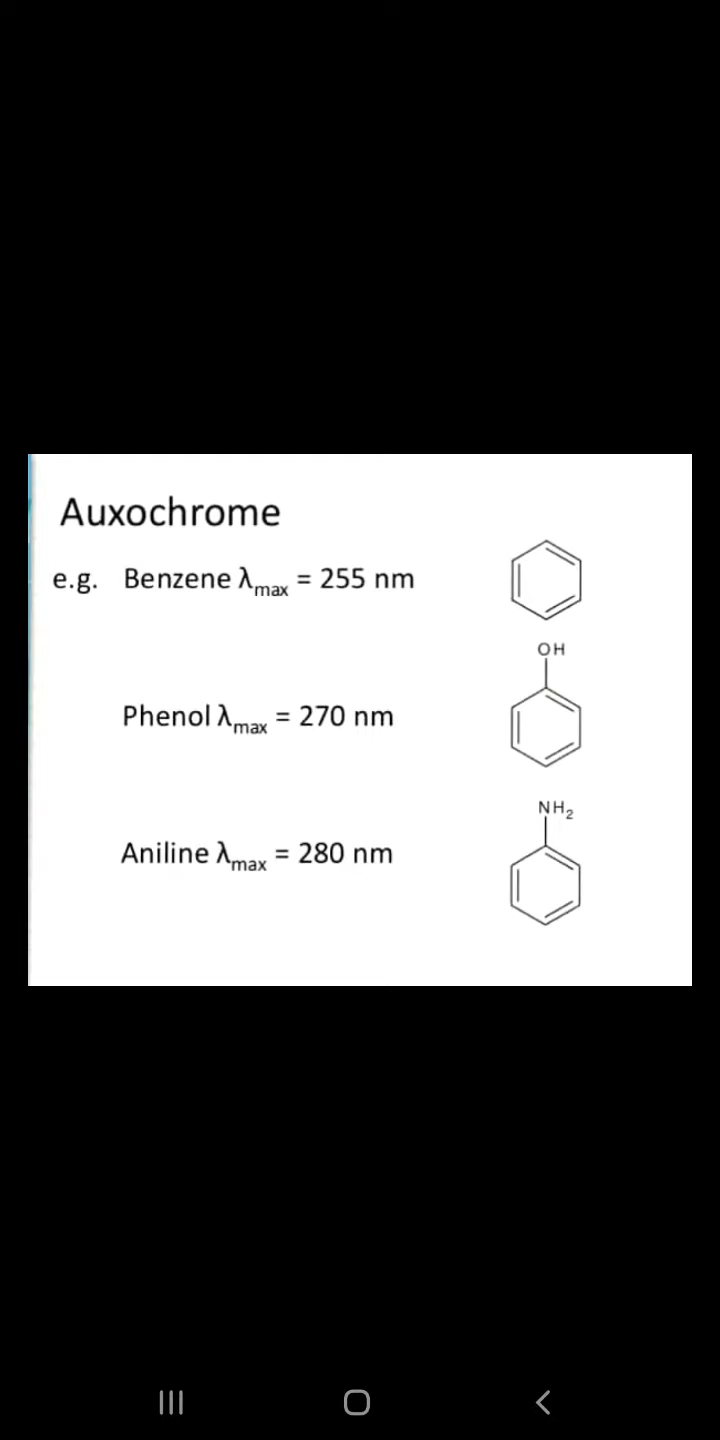 Auxochrome
e.g. Benzene λmax = 255 nm
OH
Phenol λmax = 270 nm
NH2
Aniline λmax = 280 nm